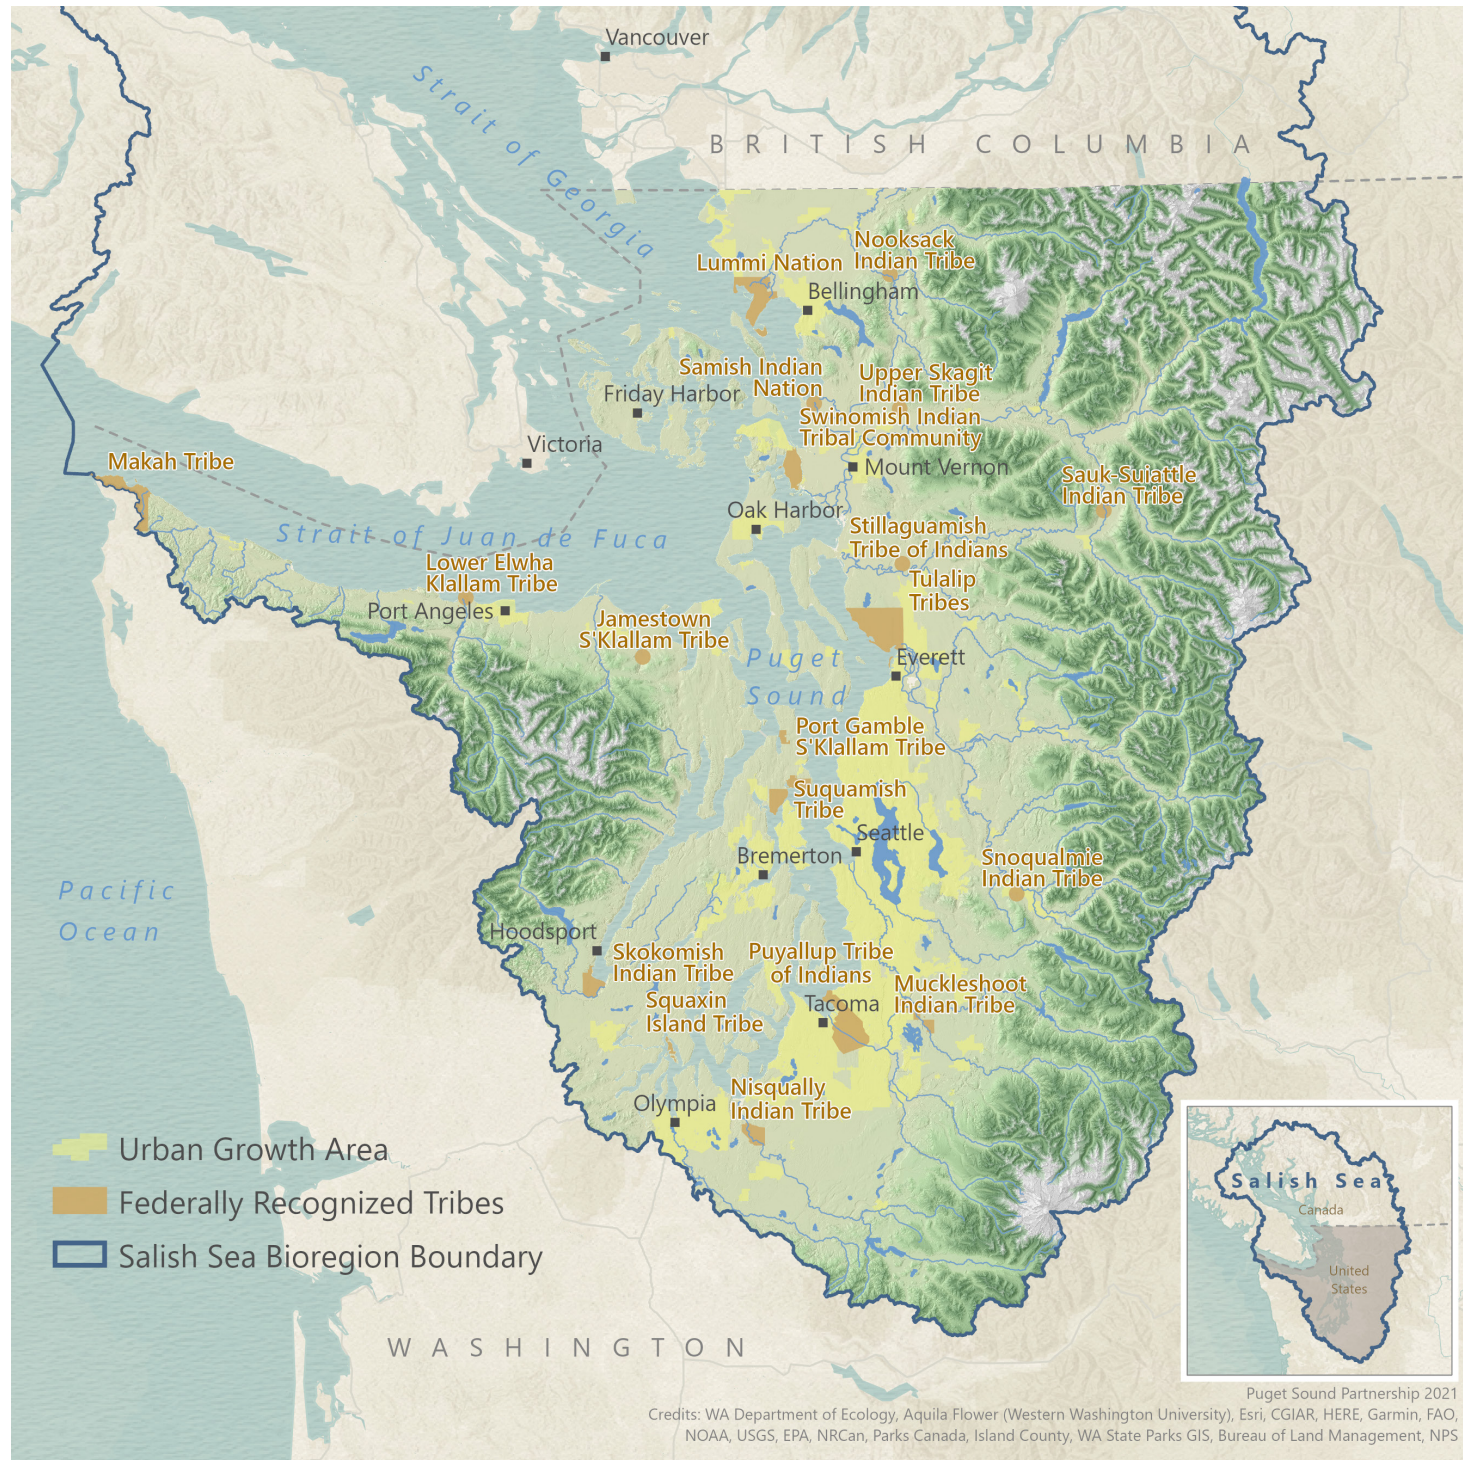 Vancouver
Strait of Georgia
BRITISH COLUMBIA
Nooksack
Indian Tribe
Lummi Nation
Bellingham
Samish Indian
Nation
Upper Skagit
Indian Tribe
Friday Harbor
Swinomish Indian
Tribal Community
Victoria
Mount Vernon
Makah Tribe
Sauk-Suiattle
Indian Tribe
Oak Harbor
Strait of Juan de Fuca
Stillaguamish
Tribe of Indians
Lower Elwha
Klallam Tribe
Tulalip
Tribes
Port Angeles
Jamestown
S'Klallam Tribe
Puget
Sound
Everett
Port Gamble
S'Klallam Tribe
Suquamish
Tribe
Seattle
Bremerton
Snoqualmie
Indian Tribe
Pacific
Ocean
Hoodsport
Skokomish
Indian Tribe
Puyallup Tribe
of Indians
Muckleshoot
Indian Tribe
Squaxin
Island Tribe
Tacoma
Nisqually
Indian Tribe
Olympia
Urban Growth Area
Federally Recognized Tribes
Salish Sea Bioregion Boundary
WASHINGTON
Salish Sea
Canada
United
States
Puget Sound Partnership 2021
Credits: WA Department of Ecology, Aquila Flower (Western Washington University), Esri, CGIAR, HERE, Garmin, FAO,
NOAA, USGS, EPA, NRCan, Parks Canada, Island County, WA State Parks GIS, Bureau of Land Management, NPS